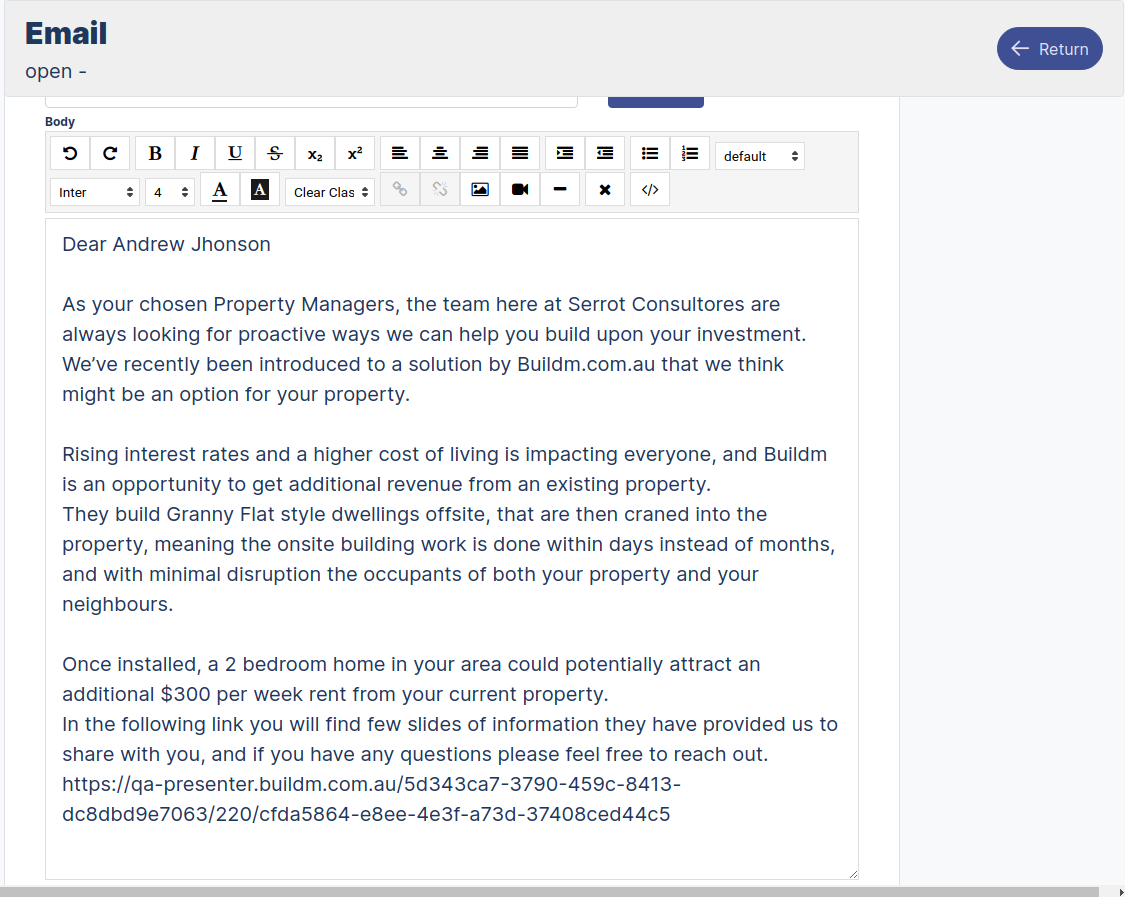 Email
open -
Return
Body
B I U S x₂ x² default
Inter 4 A A Clear Clas </>
Dear Andrew Jhonson
As your chosen Property Managers, the team here at Serrot Consultores are
always looking for proactive ways we can help you build upon your investment.
We’ve recently been introduced to a solution by Buildm.com.au that we think
might be an option for your property.
Rising interest rates and a higher cost of living is impacting everyone, and Buildm
is an opportunity to get additional revenue from an existing property.
They build Granny Flat style dwellings offsite, that are then craned into the
property, meaning the onsite building work is done within days instead of months,
and with minimal disruption the occupants of both your property and your
neighbours.
Once installed, a 2 bedroom home in your area could potentially attract an
additional $300 per week rent from your current property.
In the following link you will find few slides of information they have provided us to
share with you, and if you have any questions please feel free to reach out.
https://qa-presenter.buildm.com.au/5d343ca7-3790-459c-8413-
dc8dbd9e7063/220/cfda5864-e8ee-4e3f-a73d-37408ced44c5